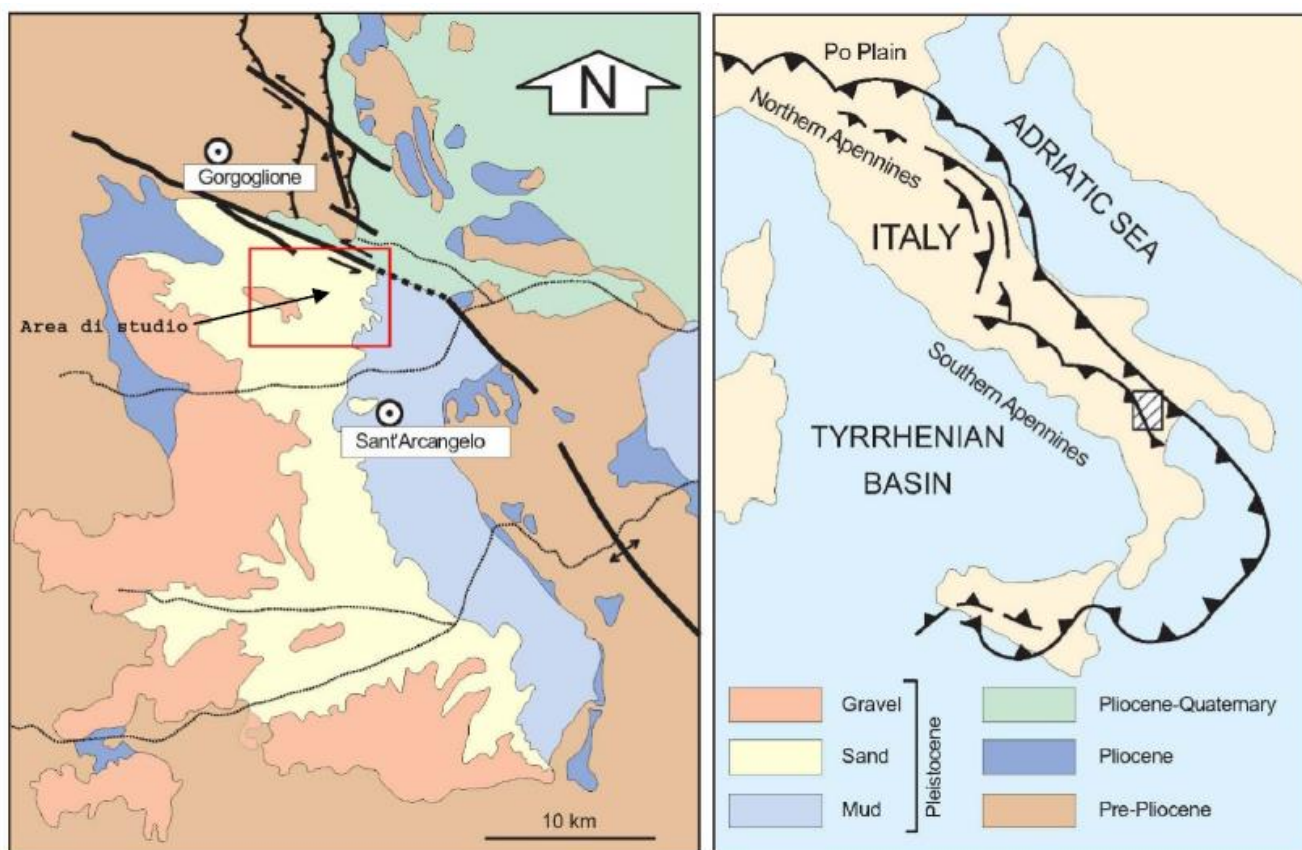 N
Gorgoglione
Area di studio
Sant'Arcangelo
10 km
Po Plain
Northern Apennines
ADRIATIC SEA
ITALY
Southern Apennines
TYRRHENIAN
BASIN
Gravel
Sand
Mud
Pleistocene
Pliocene-Quaternary
Pliocene
Pre-Pliocene